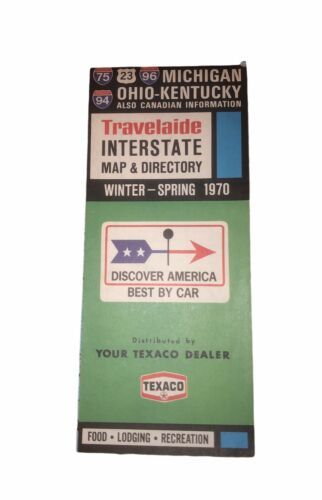 75 23 96 MICHIGAN
OHIO-KENTUCKY
94 ALSO CANADIAN INFORMATION
Travelaide
INTERSTATE
MAP & DIRECTORY
WINTER – SPRING 1970
DISCOVER AMERICA
BEST BY CAR
Distributed by
YOUR TEXACO DEALER
TEXACO
FOOD • LODGING • RECREATION